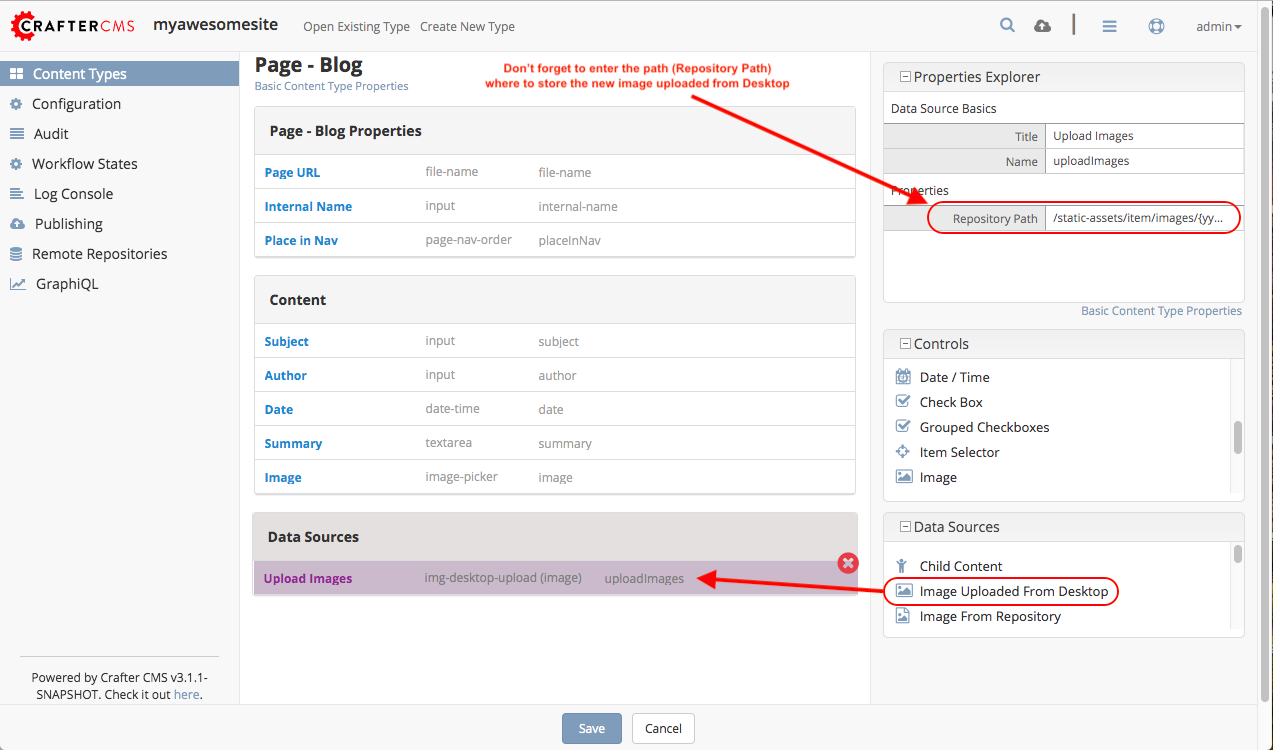 CRAFTERCMS
myawesomesite
Open Existing Type
Create New Type
admin
Content Types
Configuration
Audit
Workflow States
Log Console
Publishing
Remote Repositories
GraphiQL
Powered by Crafter CMS v3.1.1-
SNAPSHOT. Check it out here.
Page - Blog
Basic Content Type Properties
Don't forget to enter the path (Repository Path)
where to store the new image uploaded from Desktop
Page - Blog Properties
Page URL file-name file-name
Internal Name input internal-name
Place in Nav page-nav-order placeInNav
Content
Subject input subject
Author input author
Date date-time date
Summary textarea summary
Image image-picker image
Data Sources
Upload Images img-desktop-upload (image) uploadImages
Properties Explorer
Data Source Basics
Title Upload Images
Name uploadImages
Properties
Repository Path /static-assets/item/images/{yy...
Basic Content Type Properties
Controls
Date / Time
Check Box
Grouped Checkboxes
Item Selector
Image
Data Sources
Child Content
Image Uploaded From Desktop
Image From Repository
Save
Cancel